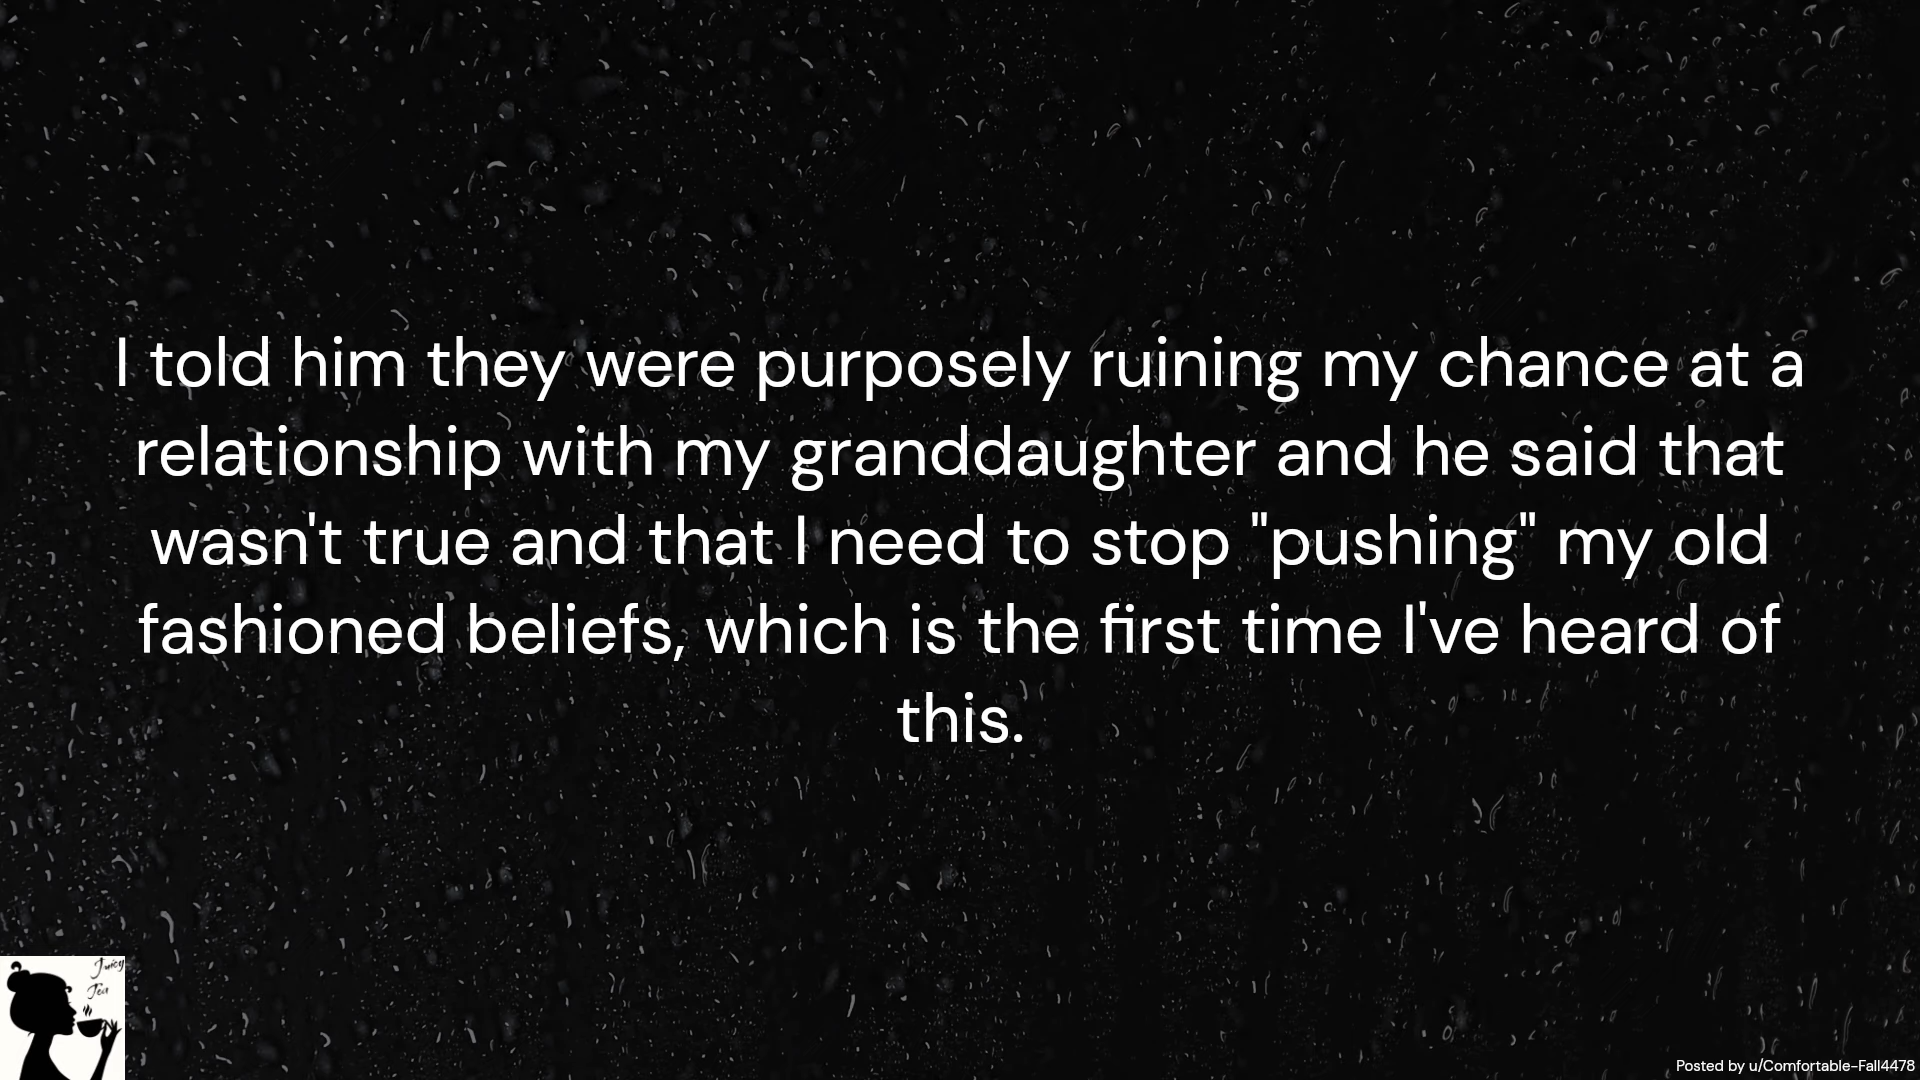 I told him they were purposely ruining my chance at a
relationship with my granddaughter and he said that
wasn't true and that I need to stop "pushing" my old
fashioned beliefs, which is the first time I've heard of
this.
Juicy
Tea
Posted by u/Comfortable-Fall4478